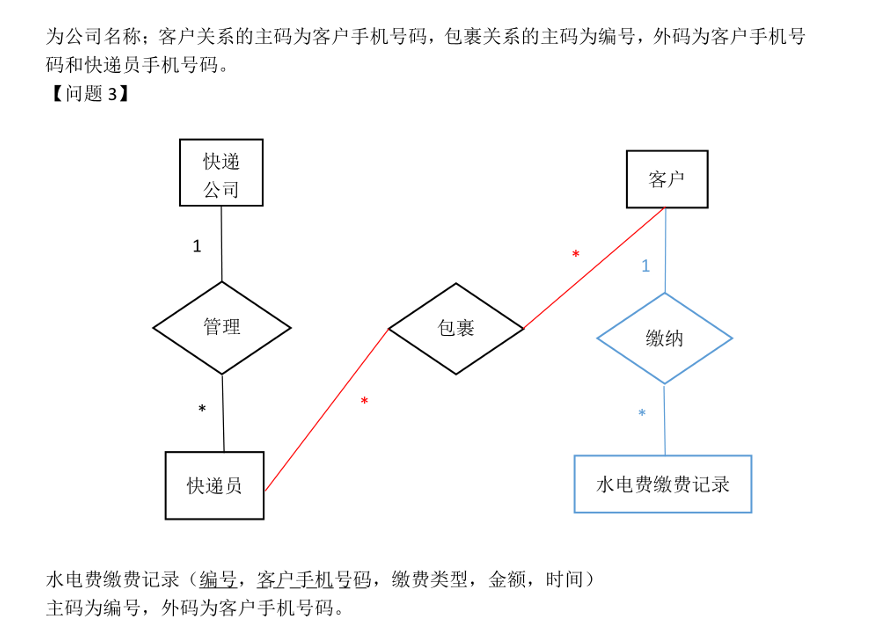 为公司名称；客户关系的主码为客户手机号码，包裹关系的主码为编号，外码为客户手机号
码和快递员手机号码。
【问题 3】
快递
公司
客户
1
*
1
管理
包裹
缴纳
*
*
*
快递员
水电费缴费记录
水电费缴费记录（编号，客户手机号码，缴费类型，金额，时间）
主码为编号，外码为客户手机号码。